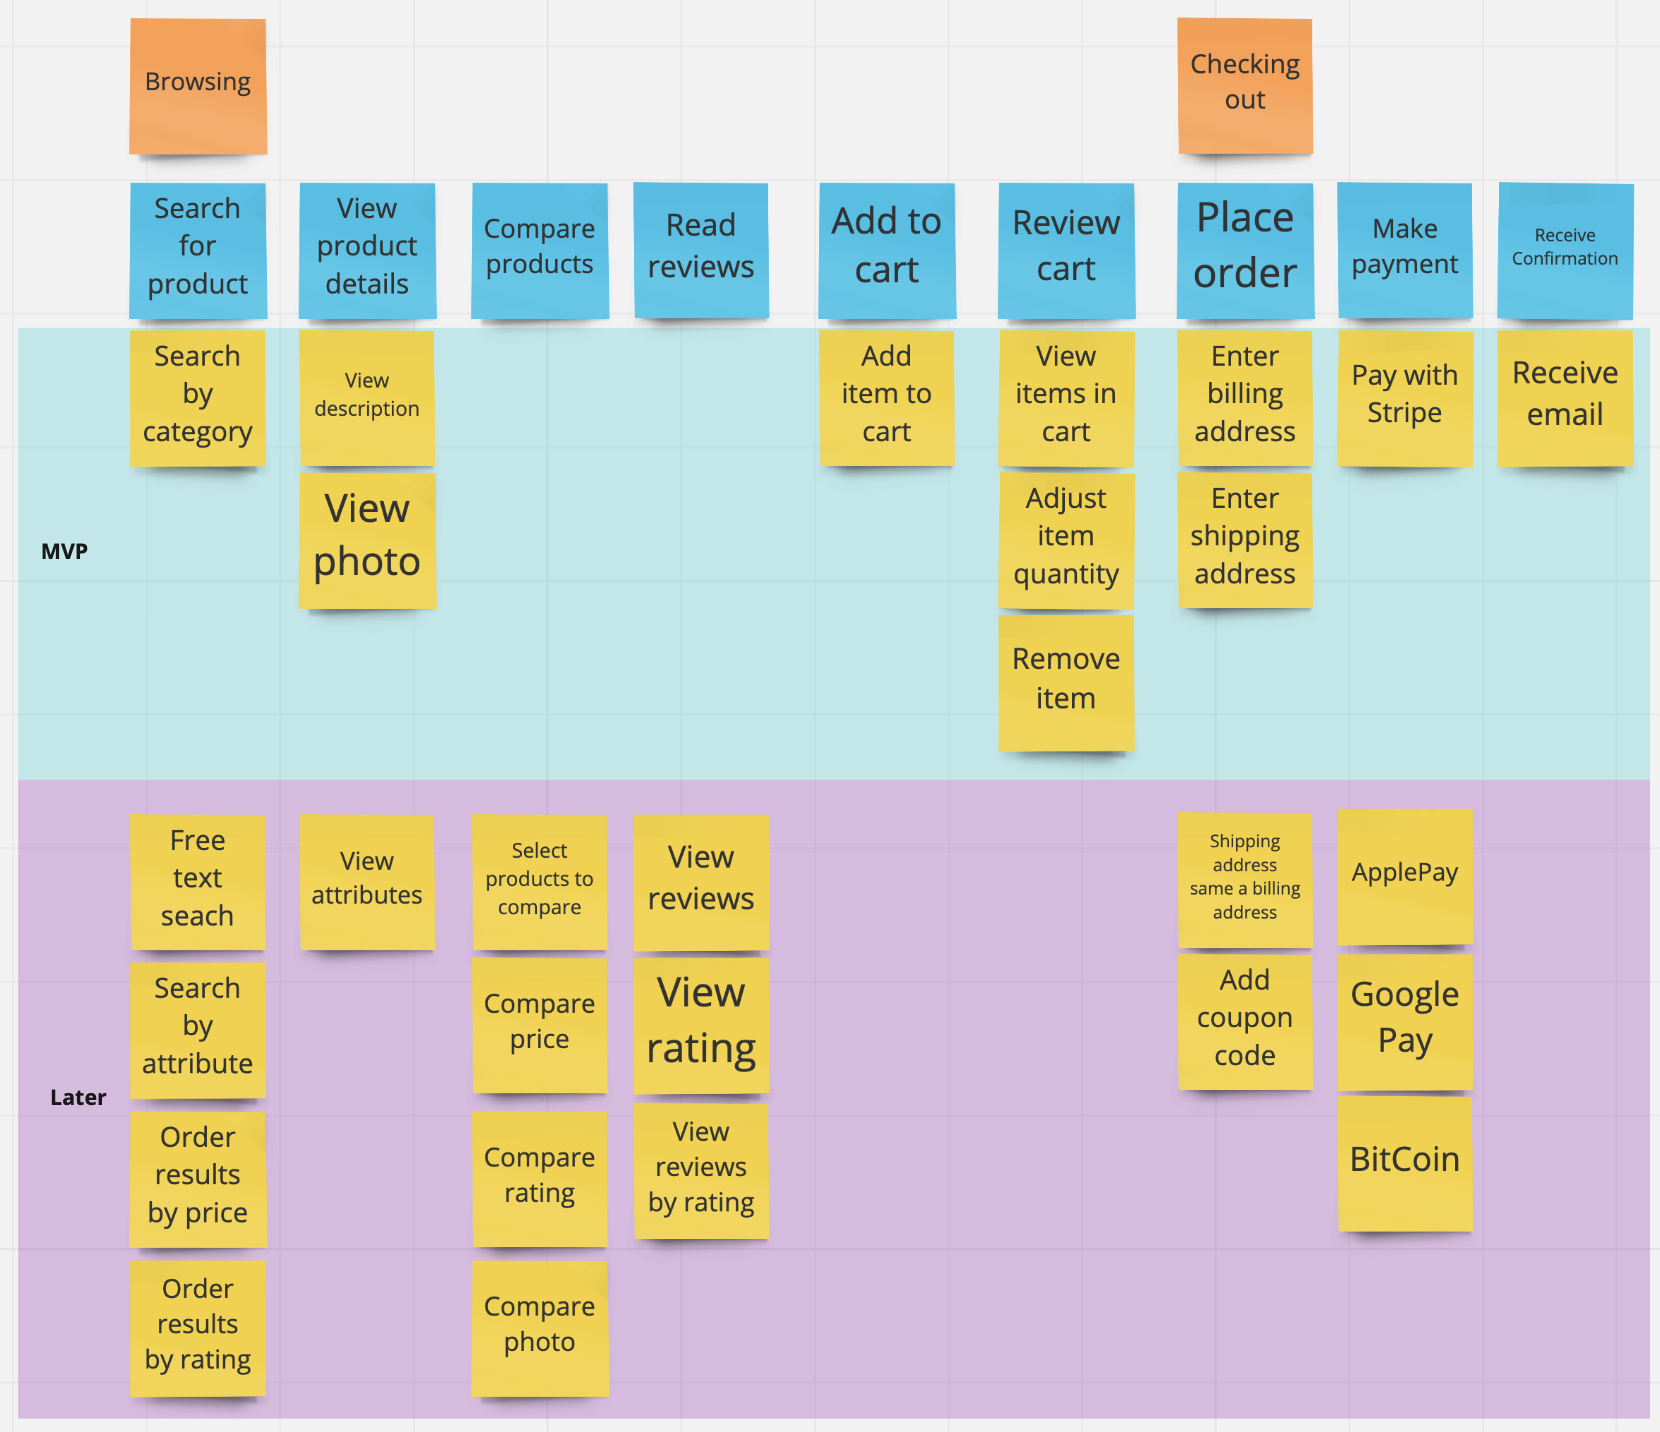 Browsing
Checking
out
Search
for
product
View
product
details
Compare
products
Read
reviews
Add to
cart
Review
cart
Place
order
Make
payment
Receive
Confirmation
MVP
Search
by
category
View
description
Add
item to
cart
View
items in
cart
Enter
billing
address
Pay with
Stripe
Receive
email
View
photo
Adjust
item
quantity
Enter
shipping
address
Remove
item
Later
Free
text
seach
View
attributes
Select
products to
compare
View
reviews
Shipping
address
same a billing
address
ApplePay
Search
by
attribute
Compare
price
View
rating
Add
coupon
code
Google
Pay
Order
results
by price
Compare
rating
View
reviews
by rating
BitCoin
Order
results
by rating
Compare
photo